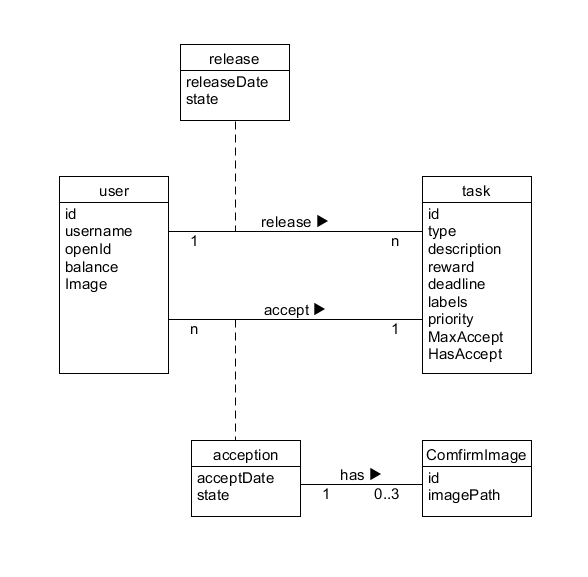 release
releaseDate
state
user
id
username
openId
balance
Image
release ▶
1
n
accept ▶
n
1
task
id
type
description
reward
deadline
labels
priority
MaxAccept
HasAccept
acception
acceptDate
state
has ▶
1
0..3
ComfirmImage
id
imagePath